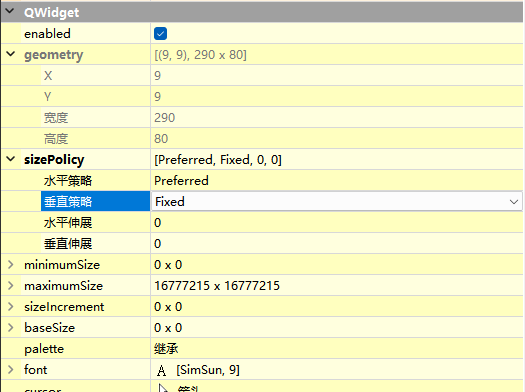 QWidget
enabled
geometry [(9, 9), 290 x 80]
X 9
Y 9
宽度 290
高度 80
sizePolicy [Preferred, Fixed, 0, 0]
水平策略 Preferred
垂直策略 Fixed
水平伸展 0
垂直伸展 0
minimumSize 0 x 0
maximumSize 16777215 x 16777215
sizeIncrement 0 x 0
baseSize 0 x 0
palette 继承
font A [SimSun, 9]
cursor 箭头